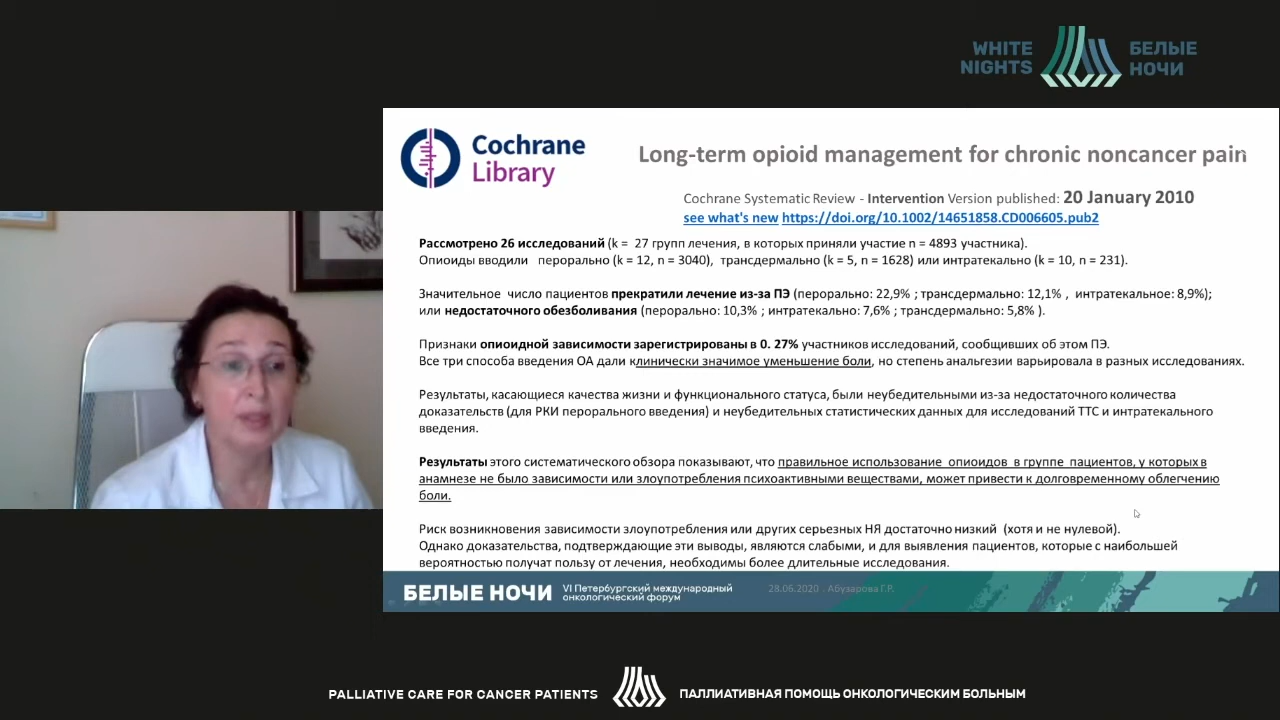 WHITE
NIGHTS
БЕЛЫЕ
НОЧИ
Cochrane
Library
Long-term opioid management for chronic noncancer pain
Cochrane Systematic Review - Intervention Version published: 20 January 2010
see what's new https://doi.org/10.1002/14651858.CD006605.pub2
Рассмотрено 26 исследований (k = 27 групп лечения, в которых приняли участие n = 4893 участника).
Опиоиды вводили перорально (k = 12, n = 3040), трансдермально (k = 5, n = 1628) или интратекально (k = 10, n = 231).
Значительное число пациентов прекратили лечение из-за ПЭ (перорально: 22,9% ; трансдермально: 12,1% , интратекальное: 8,9%);
или недостаточного обезболивания (перорально: 10,3% ; интратекально: 7,6% ; трансдермально: 5,8% ).
Признаки опиоидной зависимости зарегистрированы в 0. 27% участников исследований, сообщивших об этом ПЭ.
Все три способа введения ОА дали клинически значимое уменьшение боли, но степень анальгезии варьировала в разных исследованиях.
Результаты, касающиеся качества жизни и функционального статуса, были неубедительными из-за недостаточного количества
доказательств (для РКИ перорального введения) и неубедительных статистических данных для исследований ТТС и интратекального
введения.
Результаты этого систематического обзора показывают, что правильное использование опиоидов в группе пациентов, у которых в
анамнезе не было зависимости или злоупотребления психоактивными веществами, может привести к долговременному облегчению
боли.
Риск возникновения зависимости злоупотребления или других серьезных НЯ достаточно низкий (хотя и не нулевой).
Однако доказательства, подтверждающие эти выводы, являются слабыми, и для выявления пациентов, которые с наибольшей
вероятностью получат пользу от лечения, необходимы более длительные исследования.
БЕЛЫЕ НОЧИ
VI Петербургский международный
онкологический форум
28.06.2020 - Абузарова Г.Р.
PALLIATIVE CARE FOR CANCER PATIENTS
ПАЛЛИАТИВНАЯ ПОМОЩЬ ОНКОЛОГИЧЕСКИМ БОЛЬНЫМ